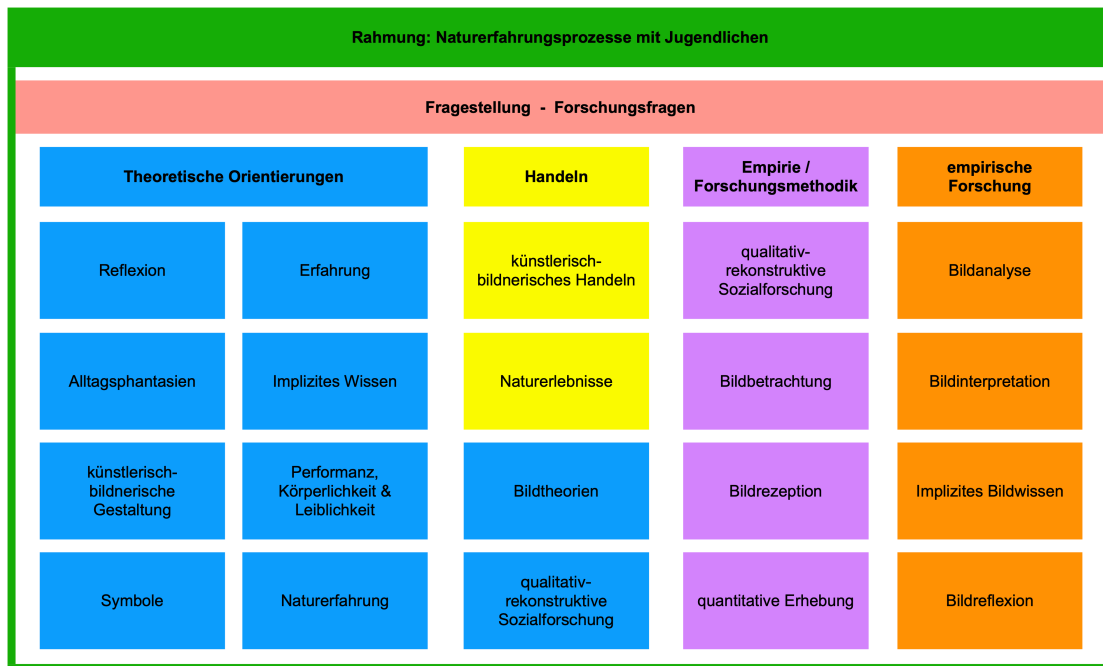 Rahmung: Naturerfahrungsprozesse mit Jugendlichen
Fragestellung - Forschungsfragen
Theoretische Orientierungen
Handeln
Empirie /
Forschungsmethodik
empirische
Forschung
Reflexion
Erfahrung
künstlerisch-
bildnerisches Handeln
qualitativ-
rekonstruktive
Sozialforschung
Bildanalyse
Alltagsphantasien
Implizites Wissen
Naturerlebnisse
Bildbetrachtung
Bildinterpretation
künstlerisch-
bildnerische
Gestaltung
Performanz,
Körperlichkeit &
Leiblichkeit
Bildtheorien
Bildrezeption
Implizites Bildwissen
Symbole
Naturerfahrung
qualitativ-
rekonstruktive
Sozialforschung
quantitative Erhebung
Bildreflexion